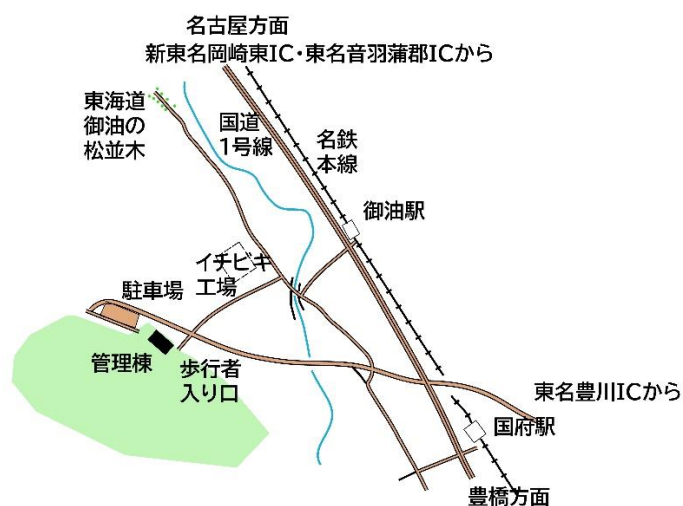 名古屋方面
新東名岡崎東IC・東名音羽蒲郡ICから
東海道
御油の
松並木
国道
1号線
名鉄
本線
御油駅
イチビキ
工場
駐車場
管理棟
歩行者
入り口
東名豊川ICから
国府駅
豊橋方面